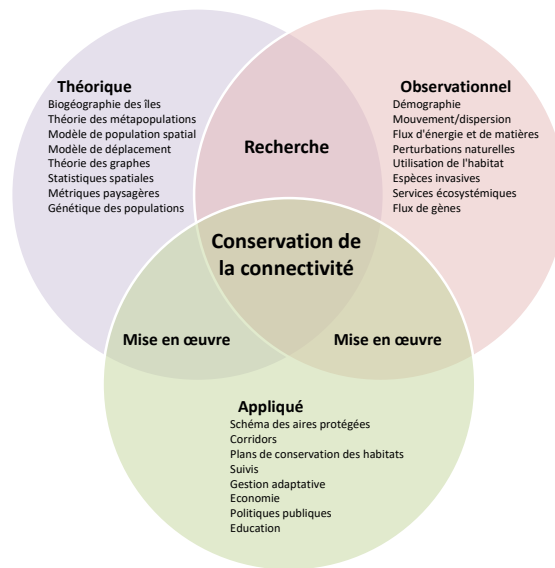 Théorique
Biogéographie des îles
Théorie des métapopulations
Modèle de population spatial
Modèle de déplacement
Théorie des graphes
Statistiques spatiales
Métriques paysagères
Génétique des populations
Observationnel
Démographie
Mouvement/dispersion
Flux d'énergie et de matières
Perturbations naturelles
Utilisation de l'habitat
Espèces invasives
Services écosystémiques
Flux de gènes
Recherche
Conservation de
la connectivité
Mise en œuvre
Mise en œuvre
Appliqué
Schéma des aires protégées
Corridors
Plans de conservation des habitats
Suivis
Gestion adaptative
Economie
Politiques publiques
Education